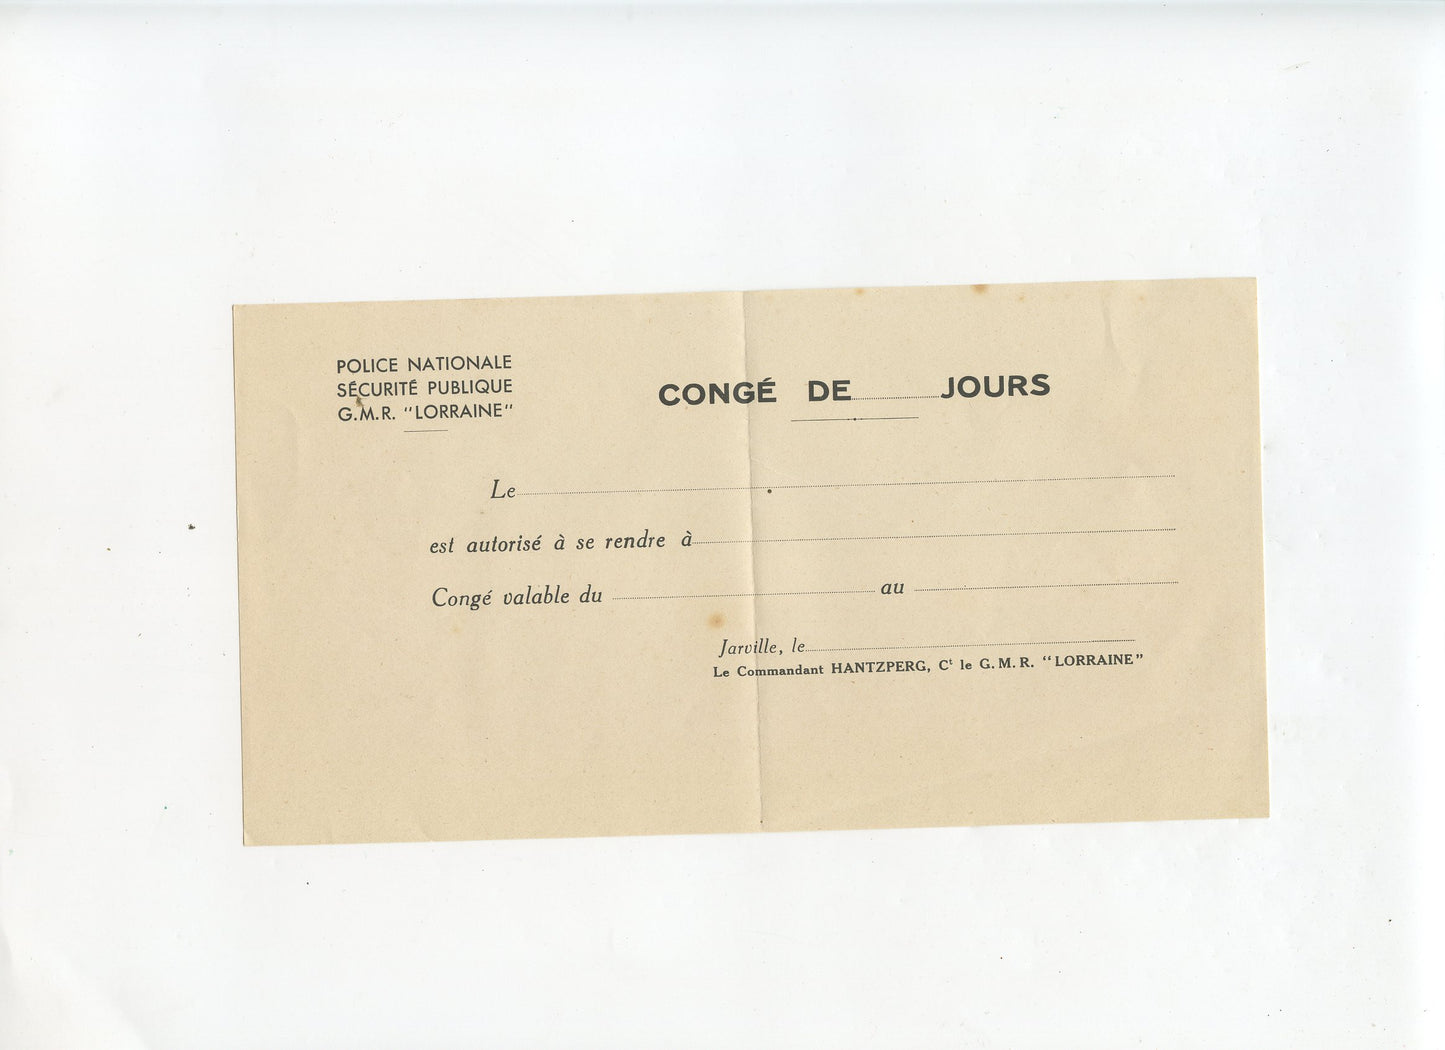 POLICE NATIONALE
SÉCURITÉ PUBLIQUE
G.M.R. "LORRAINE"
CONGÉ DE JOURS
Le
est autorisé à se rendre à
Congé valable du au
Jarville, le
Le Commandant HANTZPERG, Cᵗ le G.M.R. "LORRAINE"